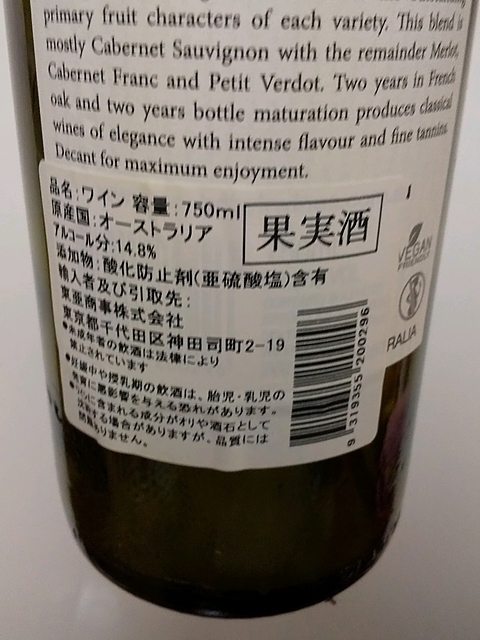 primary fruit characters of each variety. This blend is
mostly Cabernet Sauvignon with the remainder Merlot,
Cabernet Franc and Petit Verdot. Two years in French
oak and two years bottle maturation produces classical
wines of elegance with intense flavour and fine tannins.
Decant for maximum enjoyment.
品名:ワイン 容量:750ml
原産国:オーストラリア
アルコール分:14.8%
果実酒
添加物:酸化防止剤(亜硫酸塩)含有
輸入者及び引取先:
東亜商事株式会社
東京都千代田区神田司町2-19
●未成年者の飲酒は法律により
禁止されています
●妊娠中や授乳期の飲酒は、胎児・乳児の
発育に悪影響を与える恐れがあります。
に含まれる成分がオリや酒石として
沈殿する場合がありますが、品質には
問題ありません。
9 319355 200296
VEGAN
FRIENDLY
RALIA